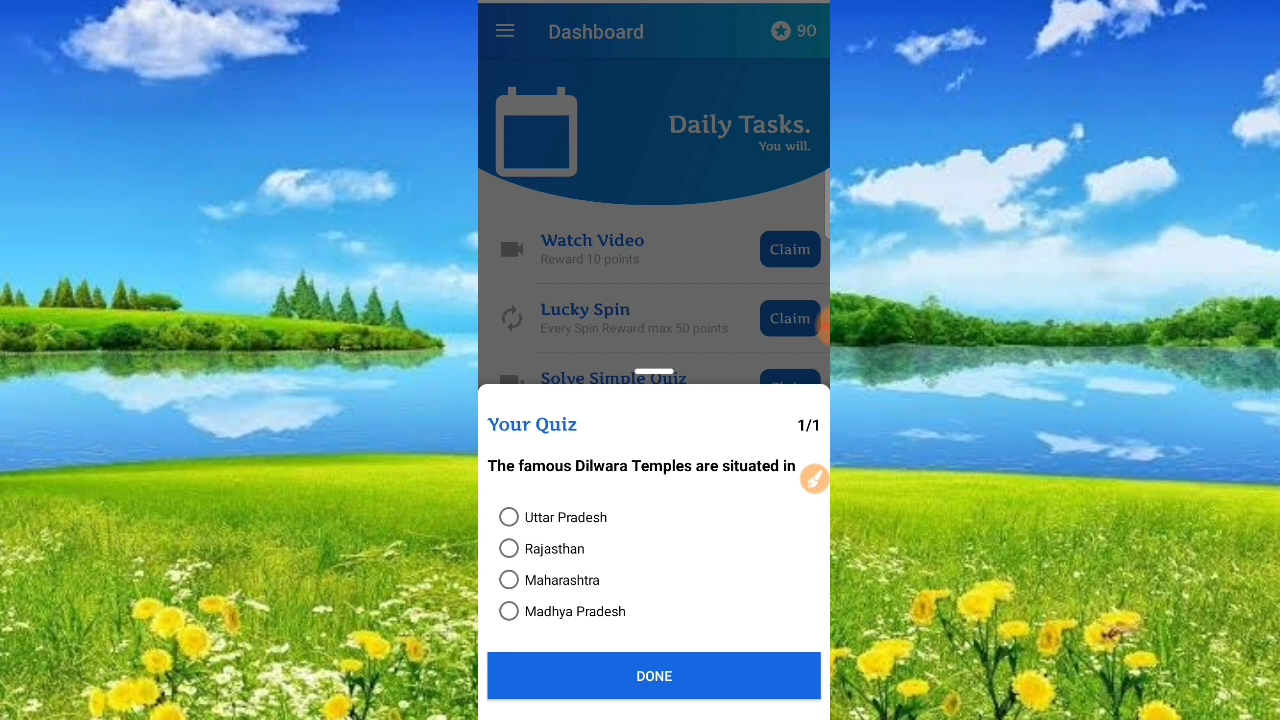 Dashboard
90
Daily Tasks.
You will.
Watch Video
Reward 10 points
Claim
Lucky Spin
Every Spin Reward max 50 points
Claim
Solve Simple Quiz
Your Quiz
1/1
The famous Dilwara Temples are situated in
Uttar Pradesh
Rajasthan
Maharashtra
Madhya Pradesh
DONE